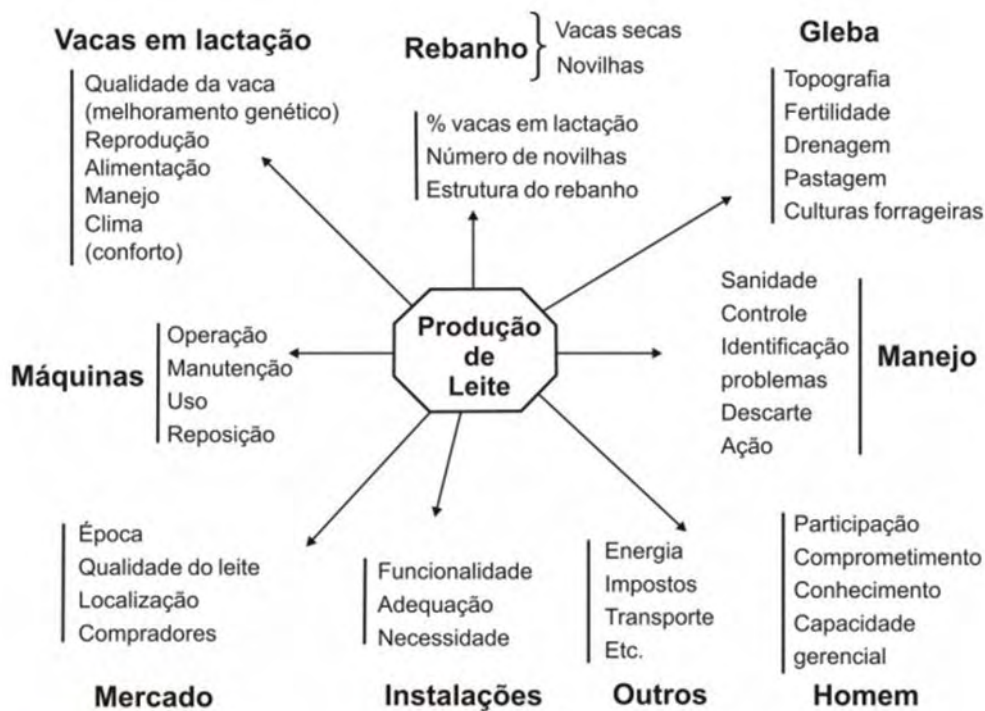 Vacas em lactação
Qualidade da vaca
(melhoramento genético)
Reprodução
Alimentação
Manejo
Clima
(conforto)
Rebanho
Vacas secas
Novilhas
% vacas em lactação
Número de novilhas
Estrutura do rebanho
Gleba
Topografia
Fertilidade
Drenagem
Pastagem
Culturas forrageiras
Máquinas
Operação
Manutenção
Uso
Reposição
Produção
de
Leite
Sanidade
Controle
Identificação
problemas
Descarte
Ação
Manejo
Época
Qualidade do leite
Localização
Compradores
Mercado
Funcionalidade
Adequação
Necessidade
Instalações
Energia
Impostos
Transporte
Etc.
Outros
Participação
Comprometimento
Conhecimento
Capacidade
gerencial
Homem